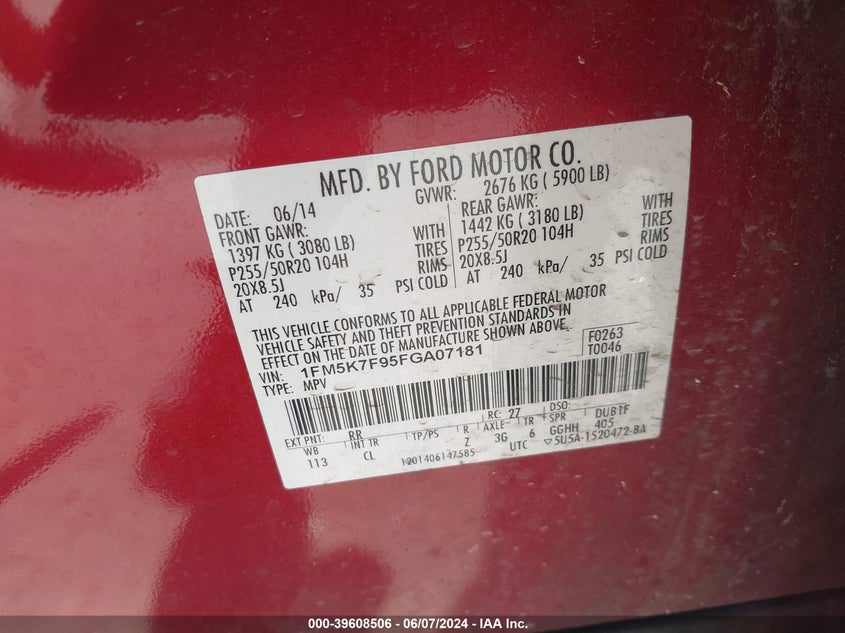 MFD. BY FORD MOTOR CO.
DATE: 06/14 GVWR: 2676 KG ( 5900 LB)
FRONT GAWR: WITH REAR GAWR: WITH
1397 KG ( 3080 LB) TIRES 1442 KG ( 3180 LB) TIRES
P255/50R20 104H RIMS P255/50R20 104H RIMS
20X8.5J 20X8.5J
AT 240 kPa/ 35 PSI COLD AT 240 kPa/ 35 PSI COLD
THIS VEHICLE CONFORMS TO ALL APPLICABLE FEDERAL MOTOR
VEHICLE SAFETY AND THEFT PREVENTION STANDARDS IN
EFFECT ON THE DATE OF MANUFACTURE SHOWN ABOVE.
VIN: 1FM5K7F95FGA07181 F0263
TYPE: MPV T0046
EXT PNT: RR RC: 27 DSO:
WB INT TR TP/PS R AXLE TR SPR DUBTF
113 CL Z 3G 6 GGHH 405
1201406147585 UTC ▽5U5A-1520472-BA
000-39608506 - 06/07/2024 - IAA Inc.